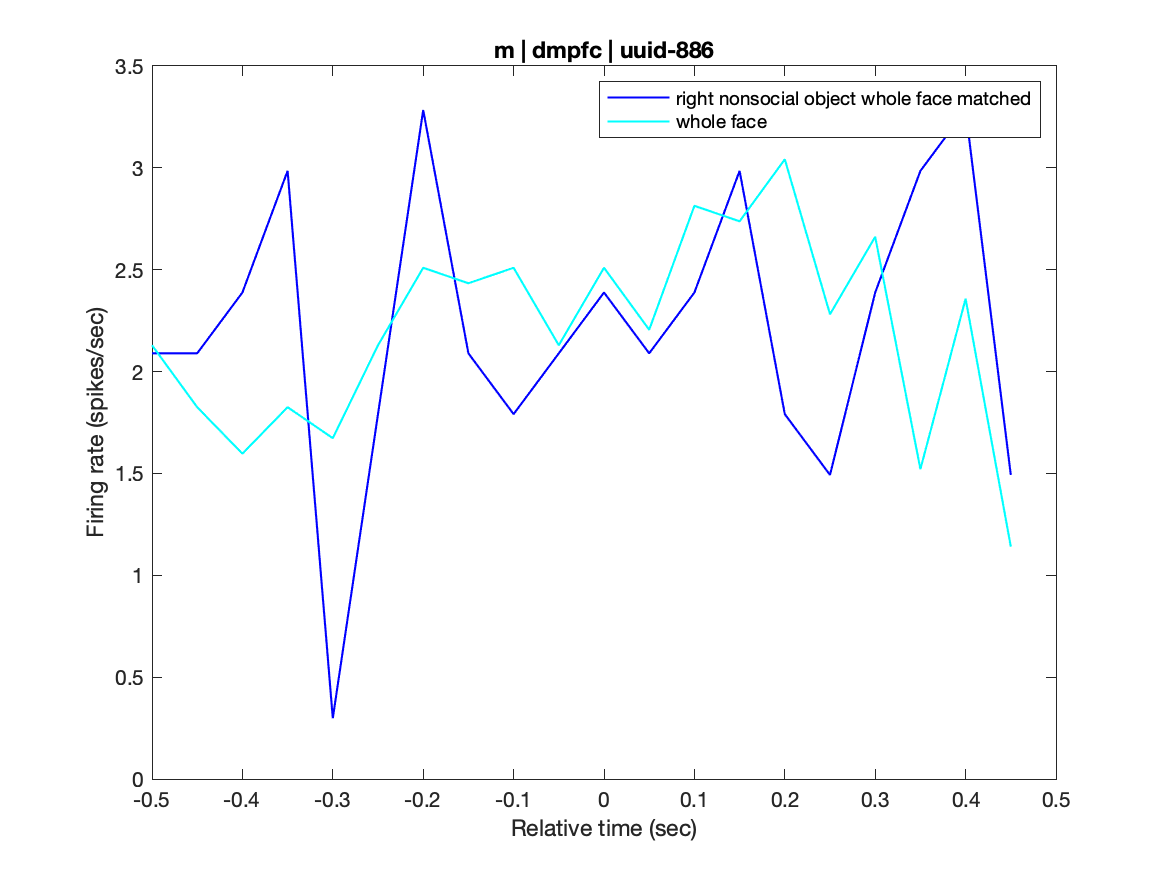 m | dmpfc | uuid-886
right nonsocial object whole face matched
whole face
3.5
3
2.5
2
1.5
1
0.5
0
Firing rate (spikes/sec)
-0.5 -0.4 -0.3 -0.2 -0.1 0 0.1 0.2 0.3 0.4 0.5
Relative time (sec)